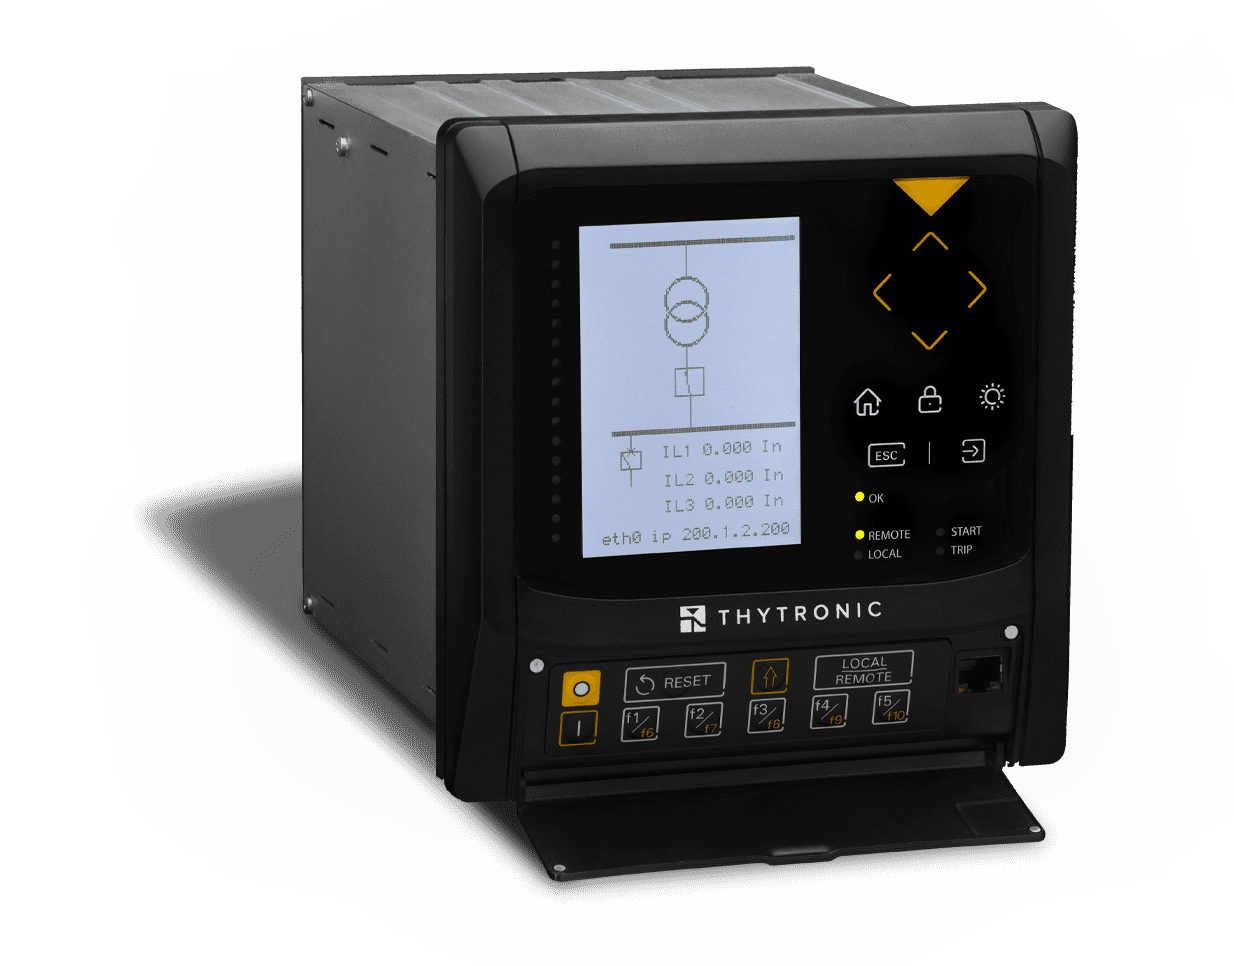 IL1 0.000 In
IL2 0.000 In
IL3 0.000 In
eth0 ip 200.1.2.200
ESC
OK
REMOTE
LOCAL
START
TRIP
THYTRONIC
RESET
LOCAL
REMOTE
f1/f6
f2/f7
f3/f8
f4/f9
f5/f10